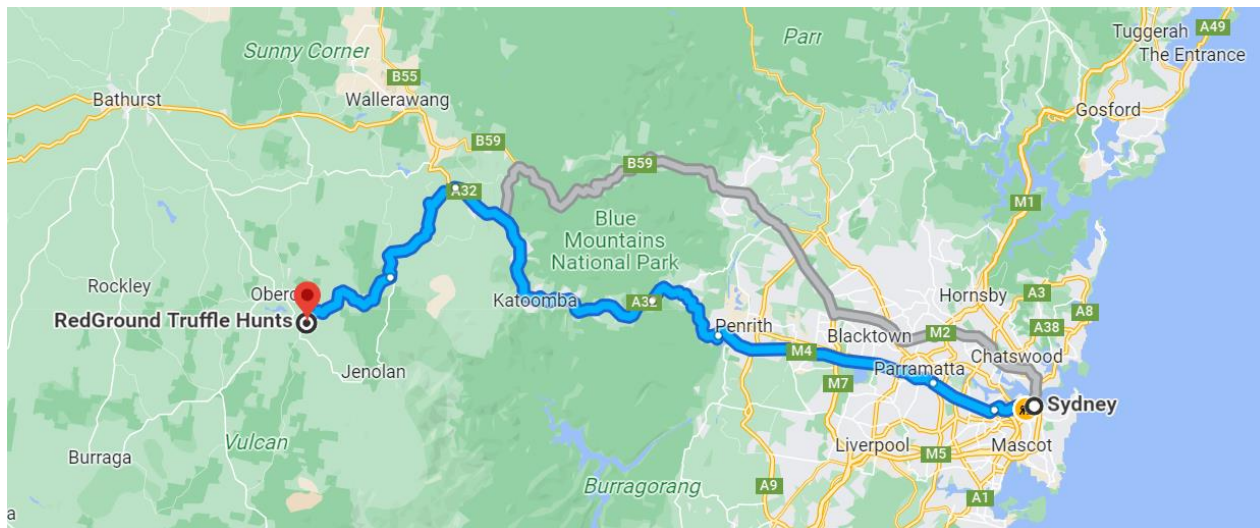 Tuggerah
A49
The Entrance
Sunny Corner
Parr
B55
Bathurst
Wallerawang
Gosford
B59
B59
A32
M1
Blue
Mountains
National Park
Rockley
Hornsby
A3
A8
Katoomba
RedGround Truffle Hunts
Penrith
M2
A38
Blacktown
Chatswood
M4
Jenolan
M7
Parramatta
Sydney
Vulcan
Liverpool
Mascot
M5
Burraga
Burragorang
A9
A1
a